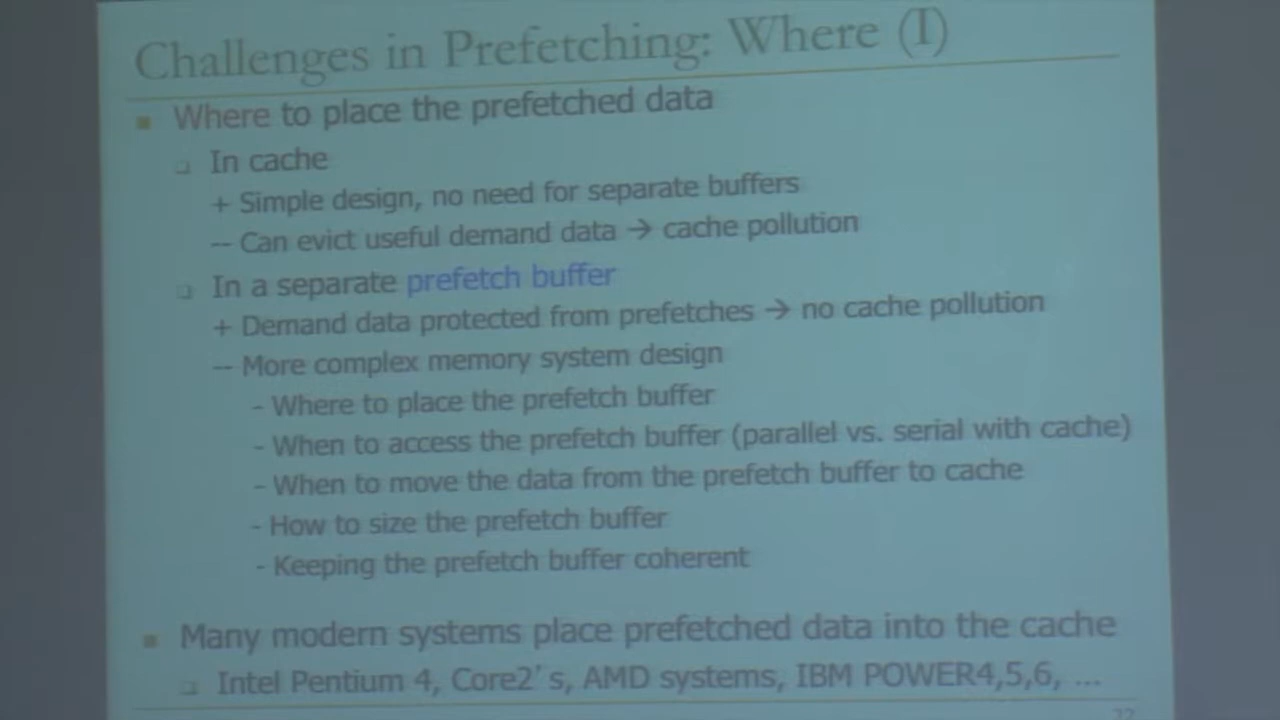 Challenges in Prefetching: Where (I)
Where to place the prefetched data
In cache
+ Simple design, no need for separate buffers
-- Can evict useful demand data → cache pollution
In a separate prefetch buffer
+ Demand data protected from prefetches → no cache pollution
-- More complex memory system design
- Where to place the prefetch buffer
- When to access the prefetch buffer (parallel vs. serial with cache)
- When to move the data from the prefetch buffer to cache
- How to size the prefetch buffer
- Keeping the prefetch buffer coherent
Many modern systems place prefetched data into the cache
Intel Pentium 4, Core2's, AMD systems, IBM POWER4,5,6, ...